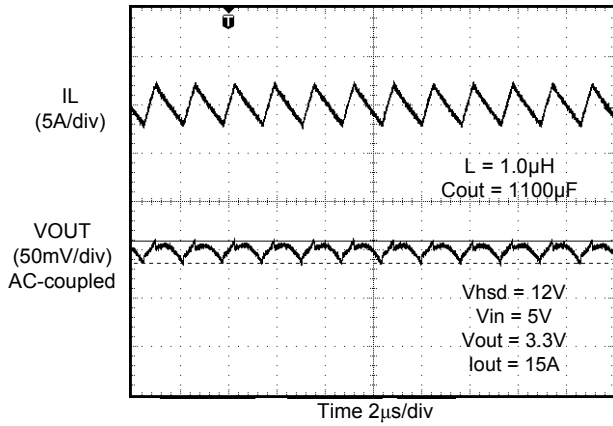 T
IL
(5A/div)
L = 1.0µH
Cout = 1100µF
VOUT
(50mV/div)
AC-coupled
Vhsd = 12V
Vin = 5V
Vout = 3.3V
Iout = 15A
Time 2µs/div